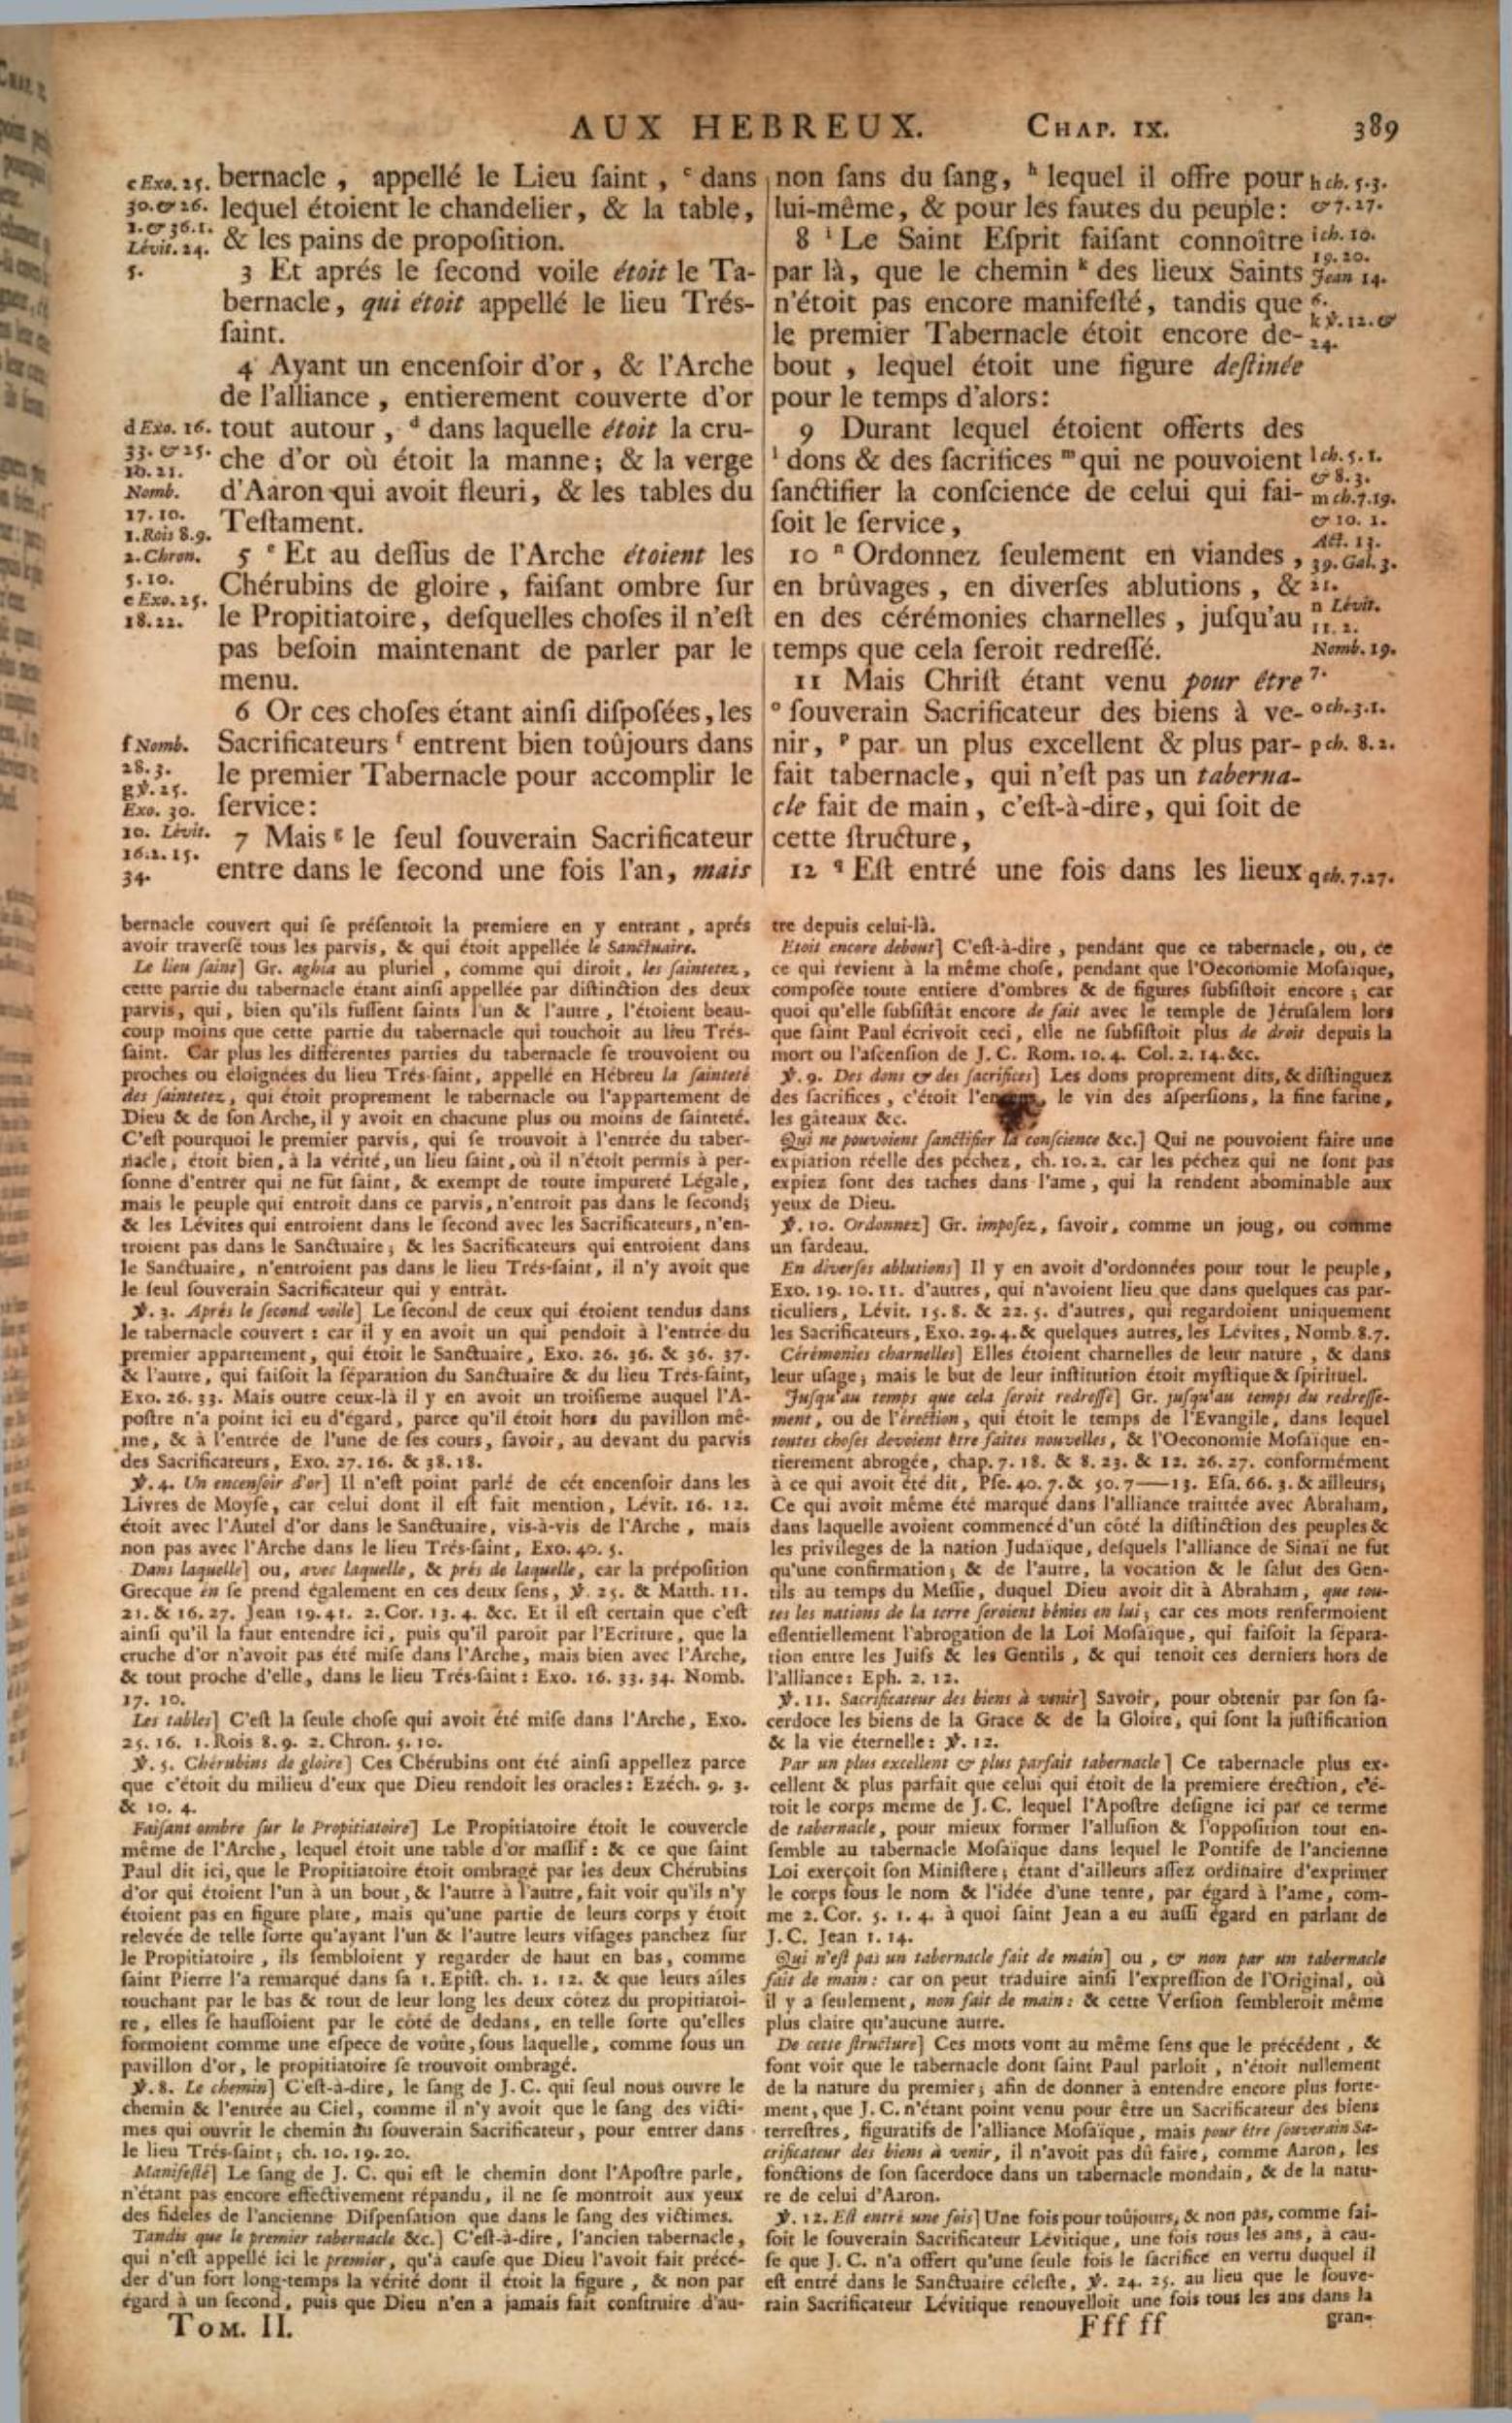 AUX HEBREUX. CHAP. IX. 389
c Exo. 25.
30. & 26.
1. & 36. 1.
Lévit. 24.
5.
bernacle , appellé le Lieu ſaint , ᶜ dans
lequel étoient le chandelier, & la table,
& les pains de propoſition.
3 Et aprés le ſecond voile étoit le Ta-
bernacle, qui étoit appellé le lieu Trés-
ſaint.
4 Ayant un encenſoir d'or, & l'Arche
de l'alliance , entierement couverte d'or
d Exo. 16.
33. & 25.
10. 21.
Nomb.
17. 10.
1. Rois 8.9.
2. Chron.
5. 10.
e Exo. 25.
18. 22.
tout autour , ᵈ dans laquelle étoit la cru-
che d'or où étoit la manne; & la verge
d'Aaron qui avoit fleuri, & les tables du
Teſtament.
5 ᵉ Et au deſſus de l'Arche étoient les
Chérubins de gloire , faiſant ombre ſur
le Propitiatoire, deſquelles choſes il n'eſt
pas beſoin maintenant de parler par le
menu.
6 Or ces choſes étant ainſi diſpoſées, les
f Nomb.
28. 3.
g ℣. 25.
Exo. 30.
10. Lévit.
16. 2. 15.
34.
Sacrificateurs ᶠ entrent bien toûjours dans
le premier Tabernacle pour accomplir le
ſervice:
7 Mais ᵍ le ſeul ſouverain Sacrificateur
entre dans le ſecond une fois l'an, mais
non ſans du ſang, ʰ lequel il offre pour
lui-même, & pour les fautes du peuple:
8 ⁱ Le Saint Eſprit faiſant connoître
par là, que le chemin ᵏ des lieux Saints
n'étoit pas encore manifeſté, tandis que
le premier Tabernacle étoit encore de-
bout , lequel étoit une figure deſtinée
pour le temps d'alors:
9 Durant lequel étoient offerts des
ˡ dons & des ſacrifices ᵐ qui ne pouvoient
ſanctifier la conſcience de celui qui fai-
ſoit le ſervice,
10 ⁿ Ordonnez ſeulement en viandes,
en brûvages, en diverſes ablutions, &
en des cérémonies charnelles, juſqu'au
temps que cela ſeroit redreſſé.
11 Mais Chriſt étant venu pour être
ᵒ ſouverain Sacrificateur des biens à ve-
nir, ᵖ par un plus excellent & plus par-
fait tabernacle, qui n'eſt pas un taberna-
cle fait de main, c'eſt-à-dire, qui ſoit de
cette ſtructure,
12 q Eſt entré une fois dans les lieux
h ch. 5. 3.
& 7. 27.
i ch. 10.
19. 20.
Jean 14.
6.
k ℣. 12. &
24.
l ch. 5. 1.
& 8. 3.
m ch. 7. 19.
& 10. 1.
Act. 13.
39. Gal. 3.
21.
n Lévit.
11. 2.
Nomb. 19.
7.
o ch. 3. 1.
p ch. 8. 2.
q ch. 7. 27.
bernacle couvert qui ſe préſentoit la premiere en y entrant, aprés
avoir traverſé tous les parvis, & qui étoit appellée le Sanctuaire.
Le lieu ſaint] Gr. aghia au pluriel, comme qui diroit, les ſaintetez,
cette partie du tabernacle étant ainſi appellée par diſtinction des deux
parvis, qui, bien qu'ils fuſſent ſaints l'un & l'autre, l'étoient beau-
coup moins que cette partie du tabernacle qui touchoit au lieu Trés-
ſaint. Car plus les différentes parties du tabernacle ſe trouvoient ou
proches ou éloignées du lieu Trés-ſaint, appellé en Hébreu la ſainteté
des ſaintetez, qui étoit proprement le tabernacle ou l'appartement de
Dieu & de ſon Arche, il y avoit en chacune plus ou moins de ſainteté.
C'eſt pourquoi le premier parvis, qui ſe trouvoit à l'entrée du taber-
nacle, étoit bien, à la vérité, un lieu ſaint, où il n'étoit permis à per-
ſonne d'entrer qui ne fût ſaint, & exempt de toute impureté Légale,
mais le peuple qui entroit dans ce parvis, n'entroit pas dans le ſecond;
& les Lévites qui entroient dans le ſecond avec les Sacrificateurs, n'en-
troient pas dans le Sanctuaire; & les Sacrificateurs qui entroient dans
le Sanctuaire, n'entroient pas dans le lieu Trés-ſaint, il n'y avoit que
le ſeul ſouverain Sacrificateur qui y entrât.
℣. 3. Aprés le ſecond voile] Le ſecond de ceux qui étoient tendus dans
le tabernacle couvert : car il y en avoit un qui pendoit à l'entrée du
premier appartement, qui étoit le Sanctuaire, Exo. 26. 36. & 36. 37.
& l'autre, qui faiſoit la ſéparation du Sanctuaire & du lieu Trés-ſaint,
Exo. 26. 33. Mais outre ceux-là il y en avoit un troiſieme auquel l'A-
poſtre n'a point ici eu d'égard, parce qu'il étoit hors du pavillon mê-
me, & à l'entrée de l'une de ſes cours, ſavoir, au devant du parvis
des Sacrificateurs, Exo. 27. 16. & 38. 18.
℣. 4. Un encenſoir d'or] Il n'eſt point parlé de cét encenſoir dans les
Livres de Moyſe, car celui dont il eſt fait mention, Lévit. 16. 12.
étoit avec l'Autel d'or dans le Sanctuaire, vis-à-vis de l'Arche, mais
non pas avec l'Arche dans le lieu Trés-ſaint, Exo. 40. 5.
Dans laquelle] ou, avec laquelle, & prés de laquelle, car la prépoſition
Grecque en ſe prend également en ces deux ſens, ℣. 25. & Matth. 11.
21. & 16. 27. Jean 19. 41. 2. Cor. 13. 4. &c. Et il eſt certain que c'eſt
ainſi qu'il la faut entendre ici, puis qu'il paroît par l'Ecriture, que la
cruche d'or n'avoit pas été miſe dans l'Arche, mais bien avec l'Arche,
& tout proche d'elle, dans le lieu Trés-ſaint : Exo. 16. 33. 34. Nomb.
17. 10.
Les tables] C'eſt la ſeule choſe qui avoit été miſe dans l'Arche, Exo.
25. 16. 1. Rois 8. 9. 2. Chron. 5. 10.
℣. 5. Chérubins de gloire] Ces Chérubins ont été ainſi appellez parce
que c'étoit du milieu d'eux que Dieu rendoit les oracles: Ezéch. 9. 3.
& 10. 4.
Faiſant ombre ſur le Propitiatoire] Le Propitiatoire étoit le couvercle
même de l'Arche, lequel étoit une table d'or maſſif : & ce que ſaint
Paul dit ici, que le Propitiatoire étoit ombragé par les deux Chérubins
d'or qui étoient l'un à un bout, & l'autre à l'autre, fait voir qu'ils n'y
étoient pas en figure plate, mais qu'une partie de leurs corps y étoit
relevée de telle ſorte qu'ayant l'un & l'autre leurs viſages panchez ſur
le Propitiatoire, ils ſembloient y regarder de haut en bas, comme
ſaint Pierre l'a remarqué dans ſa 1. Epiſt. ch. 1. 12. & que leurs aîles
touchant par le bas & tout de leur long les deux côtez du propitiatoi-
re, elles ſe hauſſoient par le côté de dedans, en telle ſorte qu'elles
formoient comme une eſpece de voûte, ſous laquelle, comme ſous un
pavillon d'or, le propitiatoire ſe trouvoit ombragé.
℣. 8. Le chemin] C'eſt-à-dire, le ſang de J. C. qui ſeul nous ouvre le
chemin & l'entrée au Ciel, comme il n'y avoit que le ſang des victi-
mes qui ouvrît le chemin au ſouverain Sacrificateur, pour entrer dans
le lieu Trés-ſaint; ch. 10. 19. 20.
Manifeſté] Le ſang de J. C. qui eſt le chemin dont l'Apoſtre parle,
n'étant pas encore effectivement répandu, il ne ſe montroit aux yeux
des fideles de l'ancienne Diſpenſation que dans le ſang des victimes.
Tandis que le premier tabernacle &c.] C'eſt-à-dire, l'ancien tabernacle,
qui n'eſt appellé ici le premier, qu'à cauſe que Dieu l'avoit fait précé-
der d'un fort long-temps la vérité dont il étoit la figure, & non par
égard à un ſecond, puis que Dieu n'en a jamais fait conſtruire d'au-
tre depuis celui-là.
Etoit encore debout] C'eſt-à-dire, pendant que ce tabernacle, ou, ce
ce qui revient à la même choſe, pendant que l'Oeconomie Moſaïque,
compoſée toute entiere d'ombres & de figures ſubſiſtoit encore; car
quoi qu'elle ſubſiſtât encore de fait avec le temple de Jéruſalem lors
que ſaint Paul écrivoit ceci, elle ne ſubſiſtoit plus de droit depuis la
mort ou l'aſcenſion de J. C. Rom. 10. 4. Col. 2. 14. &c.
℣. 9. Des dons & des ſacrifices] Les dons proprement dits, & diſtinguez
des ſacrifices, c'étoit le vin des aſperſions, la fine farine,
les gâteaux &c.
Qui ne pouvoient ſanctifier la conſcience &c.] Qui ne pouvoient faire une
expiation réelle des péchez, ch. 10. 2. car les péchez qui ne ſont pas
expiez ſont des taches dans l'ame, qui la rendent abominable aux
yeux de Dieu.
℣. 10. Ordonnez] Gr. impoſez, ſavoir, comme un joug, ou comme
un fardeau.
En diverſes ablutions] Il y en avoit d'ordonnées pour tout le peuple,
Exo. 19. 10. 11. d'autres, qui n'avoient lieu que dans quelques cas par-
ticuliers, Lévit. 15. 8. & 22. 5. d'autres, qui regardoient uniquement
les Sacrificateurs, Exo. 29. 4. & quelques autres, les Lévites, Nomb. 8. 7.
Cérémonies charnelles] Elles étoient charnelles de leur nature, & dans
leur uſage; mais le but de leur inſtitution étoit myſtique & ſpirituel.
Juſqu'au temps que cela ſeroit redreſſé] Gr. juſqu'au temps du redreſſe-
ment, ou de l'érection, qui étoit le temps de l'Evangile, dans lequel
toutes choſes devoient être faites nouvelles, & l'Oeconomie Moſaïque en-
tierement abrogée, chap. 7. 18. & 8. 23. & 12. 26. 27. conformément
à ce qui avoit été dit, Pſe. 40. 7. & 50. 7—13. Eſa. 66. 3. & ailleurs;
Ce qui avoit même été marqué dans l'alliance traittée avec Abraham,
dans laquelle avoient commencé d'un côté la diſtinction des peuples &
les privileges de la nation Judaïque, deſquels l'alliance de Sinaï ne fut
qu'une confirmation; & de l'autre, la vocation & le ſalut des Gen-
tils au temps du Meſſie, duquel Dieu avoit dit à Abraham, que tou-
tes les nations de la terre ſeroient bénies en lui; car ces mots renfermoient
eſſentiellement l'abrogation de la Loi Moſaïque, qui faiſoit la ſépara-
tion entre les Juifs & les Gentils, & qui tenoit ces derniers hors de
l'alliance: Eph. 2. 12.
℣. 11. Sacrificateur des biens à venir] Savoir, pour obtenir par ſon ſa-
cerdoce les biens de la Grace & de la Gloire, qui ſont la juſtification
& la vie éternelle: ℣. 12.
Par un plus excellent & plus parfait tabernacle] Ce tabernacle plus ex-
cellent & plus parfait que celui qui étoit de la premiere érection, c'é-
toit le corps même de J. C. lequel l'Apoſtre deſigne ici par ce terme
de tabernacle, pour mieux former l'alluſion & l'oppoſition tout en-
ſemble au tabernacle Moſaïque dans lequel le Pontife de l'ancienne
Loi exerçoit ſon Miniſtere; étant d'ailleurs aſſez ordinaire d'exprimer
le corps ſous le nom & l'idée d'une tente, par égard à l'ame, com-
me 2. Cor. 5. 1. 4. à quoi ſaint Jean a eu auſſi égard en parlant de
J. C. Jean 1. 14.
Qui n'eſt pas un tabernacle fait de main] ou, & non par un tabernacle
fait de main: car on peut traduire ainſi l'expreſſion de l'Original, où
il y a ſeulement, non fait de main: & cette Verſion ſembleroit même
plus claire qu'aucune autre.
De cette ſtructure] Ces mots vont au même ſens que le précédent, &
font voir que le tabernacle dont ſaint Paul parloit, n'étoit nullement
de la nature du premier; afin de donner à entendre encore plus forte-
ment, que J. C. n'étant point venu pour être un Sacrificateur des biens
terreſtres, figuratifs de l'alliance Moſaïque, mais pour être ſouverain Sa-
crificateur des biens à venir, il n'avoit pas dû faire, comme Aaron, les
fonctions de ſon ſacerdoce dans un tabernacle mondain, & de la natu-
re de celui d'Aaron.
℣. 12. Eſt entré une fois] Une fois pour toûjours, & non pas, comme fai-
ſoit le ſouverain Sacrificateur Lévitique, une fois tous les ans, à cau-
ſe que J. C. n'a offert qu'une ſeule fois le ſacrifice en vertu duquel il
eſt entré dans le Sanctuaire céleſte, ℣. 24. 25. au lieu que le ſouve-
rain Sacrificateur Lévitique renouvelloit une fois tous les ans dans la
TOM. II. Fff ff gran-